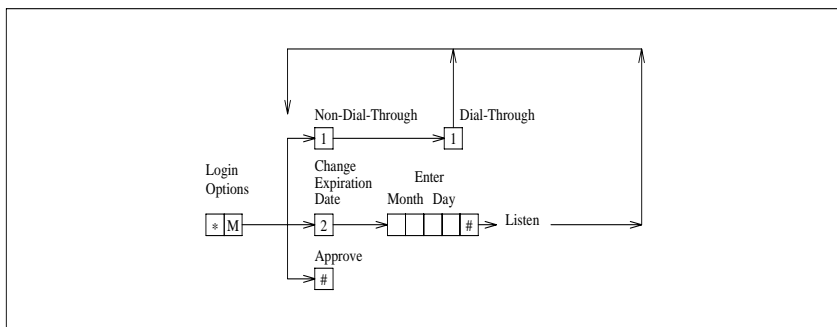 Non-Dial-Through
Dial-Through
1
1
Login
Options
Change
Expiration
Date
Enter
Month Day
* M
2
#
Listen
Approve
#